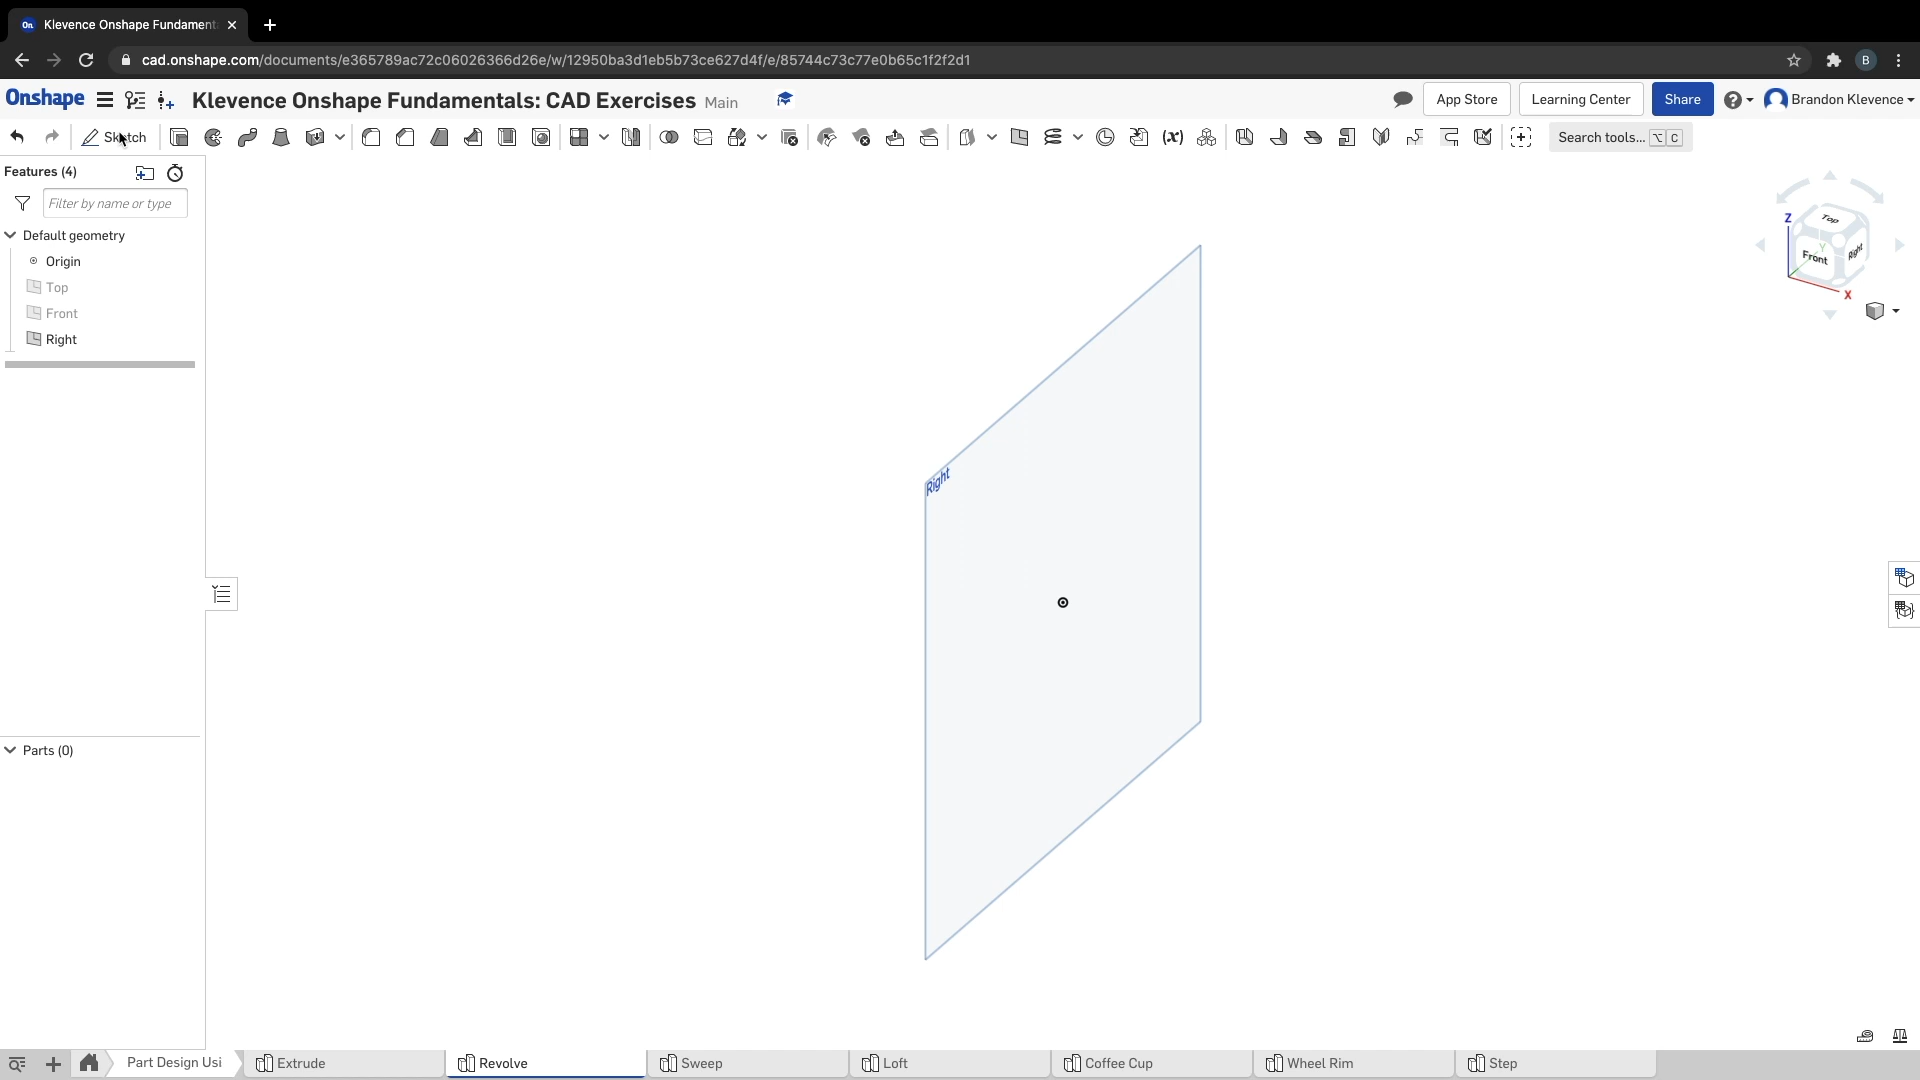 Klevence Onshape Fundament
cad.onshape.com/documents/e365789ac72c06026366d26e/w/12950ba3d1eb5b73ce627d4f/e/85744c73c77e0b65c1f2f2d1
B
Onshape
Klevence Onshape Fundamentals: CAD Exercises Main
App Store
Learning Center
Share
Brandon Klevence
Sketch
(x)
Search tools... ⌥ C
Features (4)
Filter by name or type
Default geometry
Origin
Top
Front
Right
Right
Z
Top
Front
Y
Right
X
Parts (0)
Part Design Usi
Extrude
Revolve
Sweep
Loft
Coffee Cup
Wheel Rim
Step